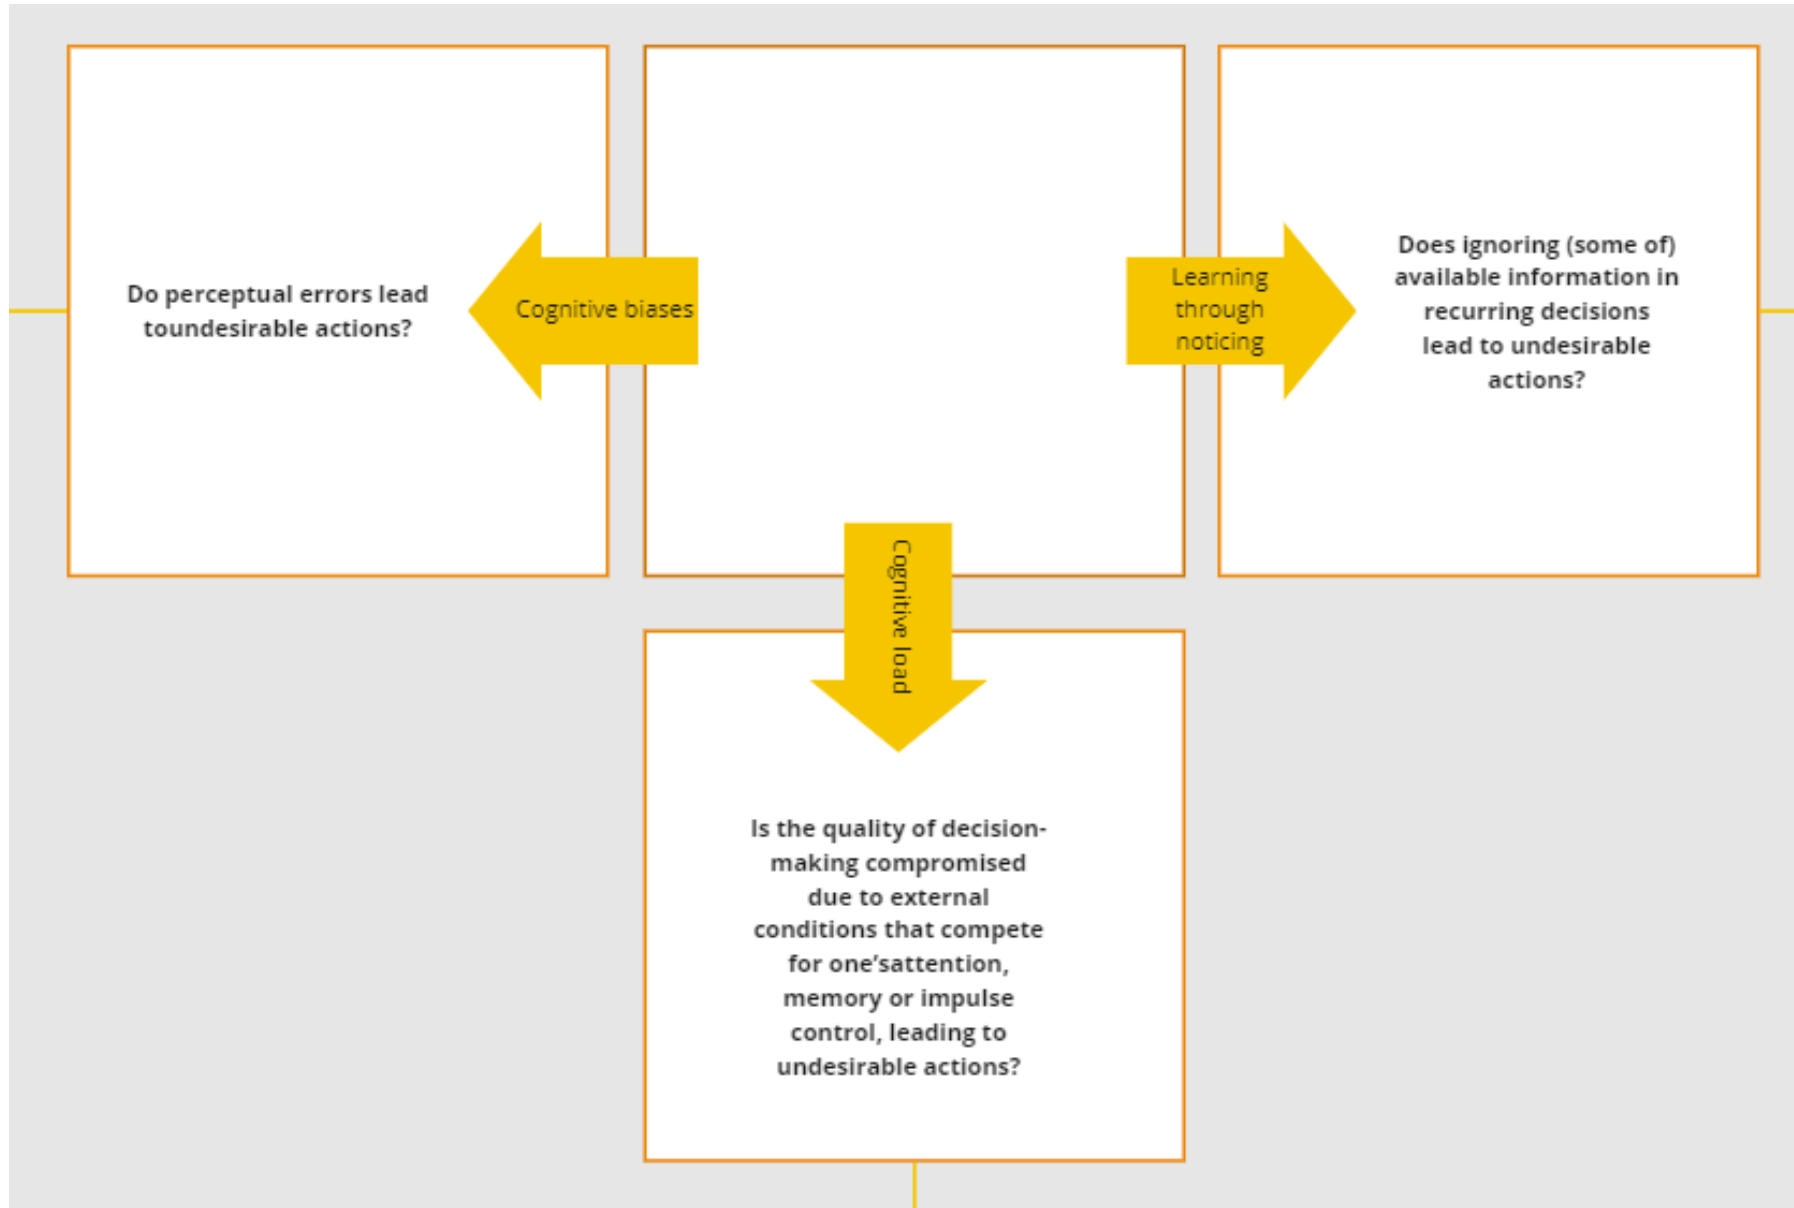 Do perceptual errors lead
toundesirable actions?
Cognitive biases
Learning
through
noticing
Does ignoring (some of)
available information in
recurring decisions
lead to undesirable
actions?
Cognitive load
Is the quality of decision-
making compromised
due to external
conditions that compete
for one’sattention,
memory or impulse
control, leading to
undesirable actions?